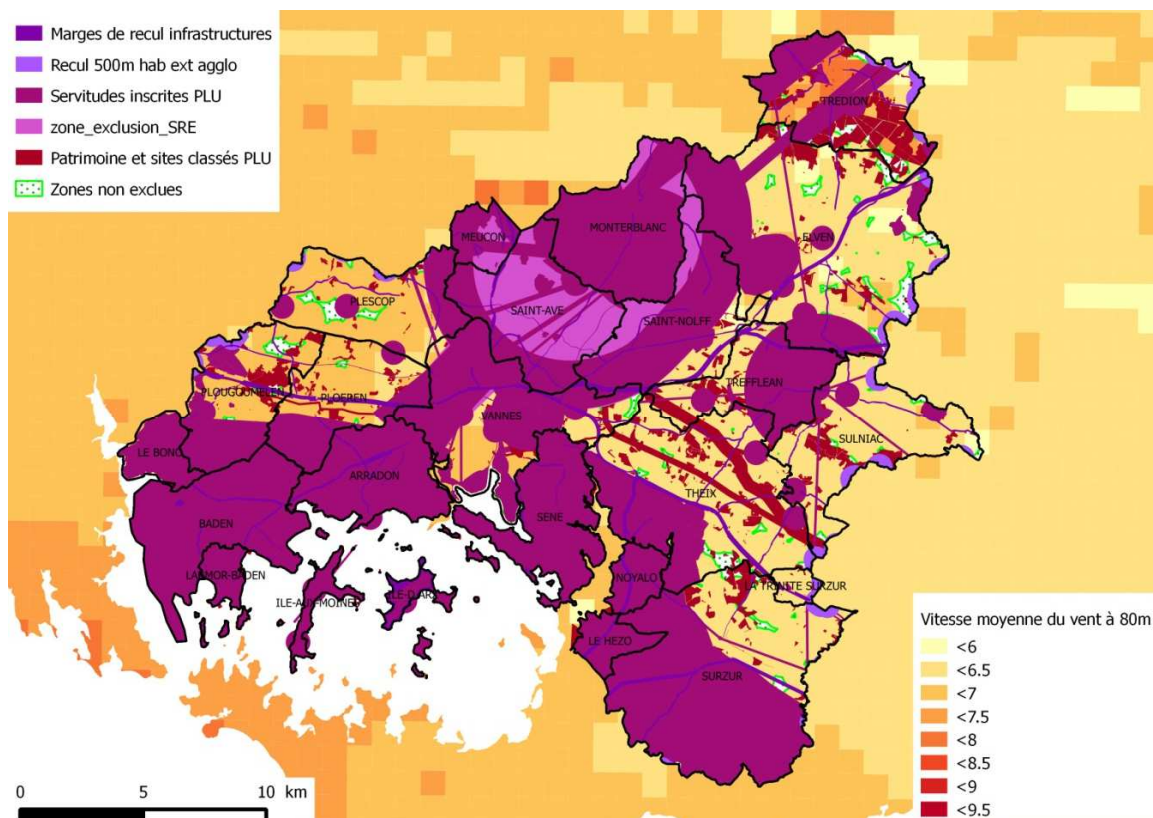 Marges de recul infrastructures
Recul 500m hab ext agglo
Servitudes inscrites PLU
zone_exclusion_SRE
Patrimoine et sites classés PLU
Zones non exclues
TREDION
MONTERBLANC
MEUCON
ELVEN
PLESCOP
SAINT-AVE
SAINT-NOLFF
TREFFLEAN
PLOUGOUMELEN
PLOEREN
VANNES
LE BONO
SULNIAC
ARRADON
THEIX
BADEN
SENE
LARMOR-BADEN
NOYALO
LA TRINITE SURZUR
ILE-AUX-MOINES
ILE-D'ARZ
LE HEZO
SURZUR
Vitesse moyenne du vent à 80m
<6
<6.5
<7
<7.5
<8
<8.5
<9
<9.5
0 5 10 km